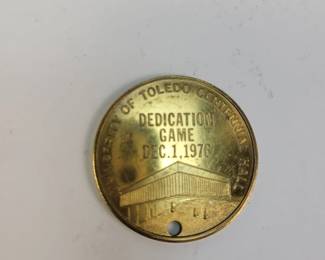 UNIVERSITY OF TOLEDO CENTENNIAL HALL
DEDICATION
GAME
DEC. 1, 1976